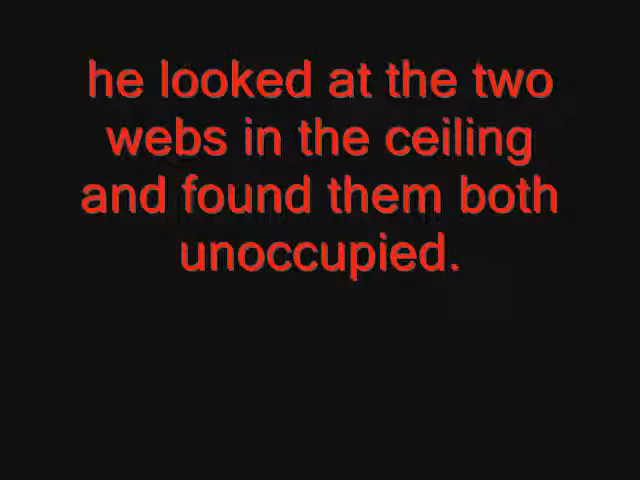 he looked at the two
webs in the ceiling
and found them both
unoccupied.